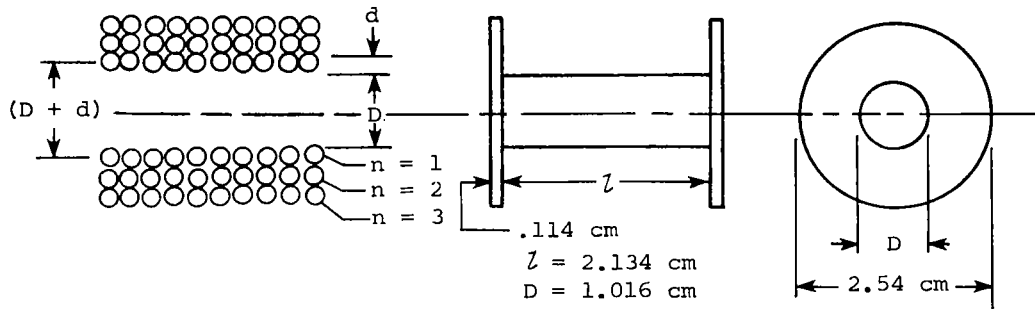 d
(D + d)
D
n = 1
n = 2
n = 3
l
.114 cm
l = 2.134 cm
D = 1.016 cm
D
2.54 cm